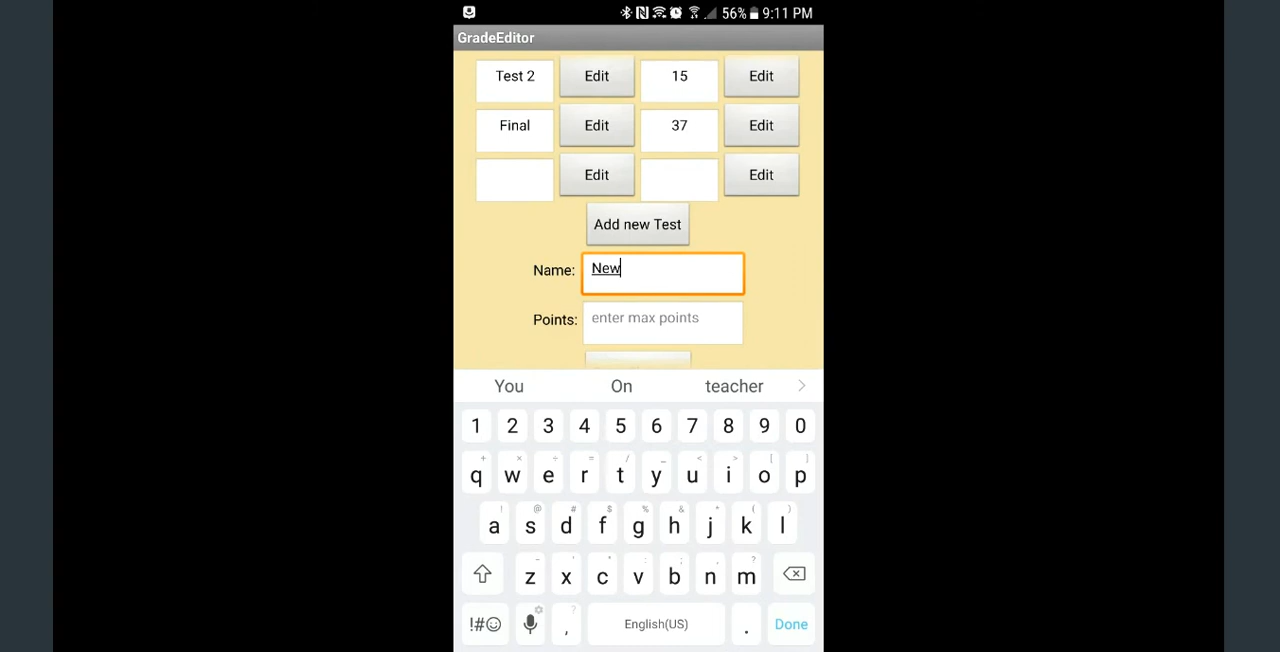 56% 9:11 PM
GradeEditor
Test 2 Edit 15 Edit
Final Edit 37 Edit
Edit Edit
Add new Test
Name: New
Points: enter max points
You On teacher
1 2 3 4 5 6 7 8 9 0
+ × ÷ = / _ < > [ ]
q w e r t y u i o p
! @ # $ % & * ( )
a s d f g h j k l
- ' " : ; , ?
z x c v b n m
!#☺ , ? English(US) . Done